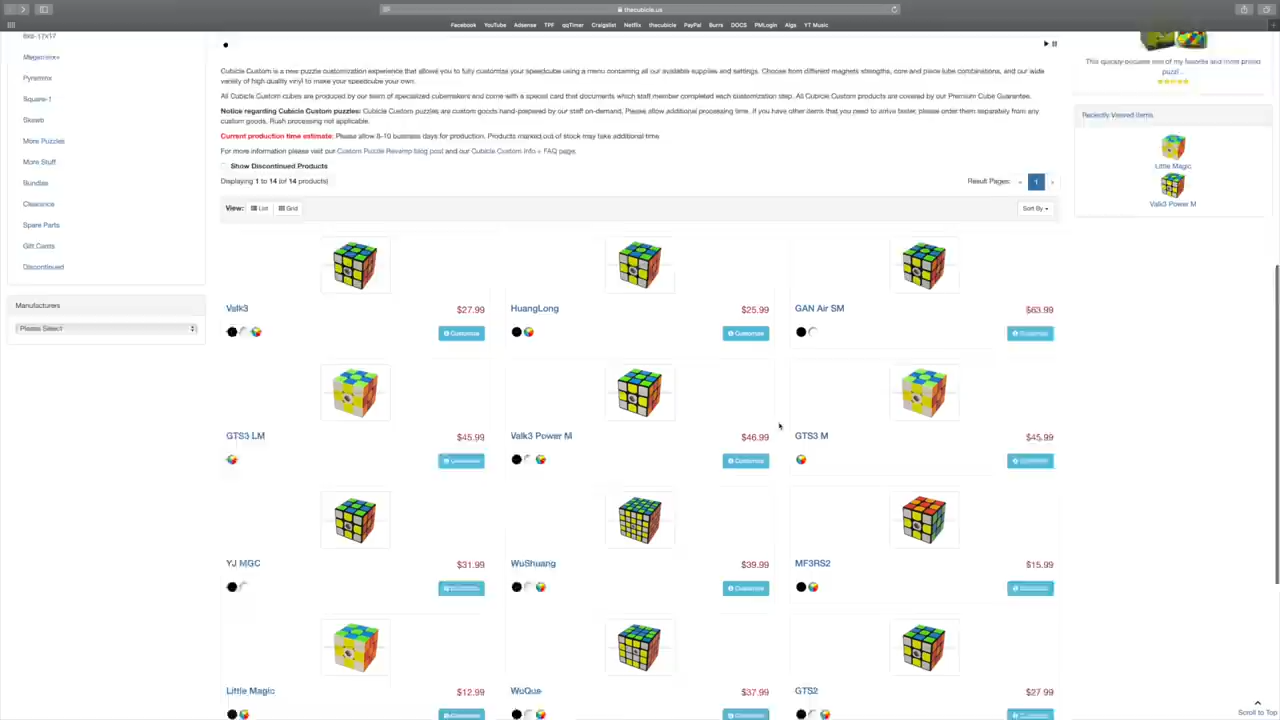 thecubicle.us
Facebook YouTube Adsense TPF qqTimer Craigslist Netflix thecubicle PayPal Burrs DOCS PMLogin Algs YT Music
8x8-17x17
Megaminx
Pyraminx
Square-1
Skewb
More Puzzles
More Stuff
Bundles
Clearance
Spare Parts
Gift Cards
Discontinued
Manufacturers
Please Select
Cubicle Custom is a new puzzle customization experience that allows you to fully customize your speedcube using a menu containing all our available supplies and settings. Choose from different magnets strengths, core and piece lube combinations, and our wide
variety of high quality vinyl to make your speedcube your own.
All Cubicle Custom cubes are produced by our team of specialized cubemakers and come with a special card that documents which staff member completed each customization step. All Cubicle Custom products are covered by our Premium Cube Guarantee.
Notice regarding Cubicle Custom puzzles: Cubicle Custom puzzles are custom goods hand-prepared by our staff on-demand. Please allow additional processing time. If you have other items that you need to arrive faster, please order them separately from any
custom goods. Rush processing not applicable.
Current production time estimate: Please allow 8-10 business days for production. Products marked out of stock may take additional time
For more information please visit our Custom Puzzle Revamp blog post and our Cubicle Custom Info + FAQ page.
Show Discontinued Products
Displaying 1 to 14 (of 14 products)
Result Pages: « 1 »
View: List Grid
Sort By
Valk3 $27.99
Customize
HuangLong $25.99
Customize
GAN Air SM $63.99
Customize
GTS3 LM $45.99
Customize
Valk3 Power M $46.99
Customize
GTS3 M $45.99
Customize
YJ MGC $31.99
Customize
WuShuang $39.99
Customize
MF3RS2 $15.99
Customize
Little Magic $12.99
Customize
WuQue $37.99
Customize
GTS2 $27.99
Customize
This
puzzl...
Recently Viewed Items
Little Magic
Valk3 Power M
Scroll to Top